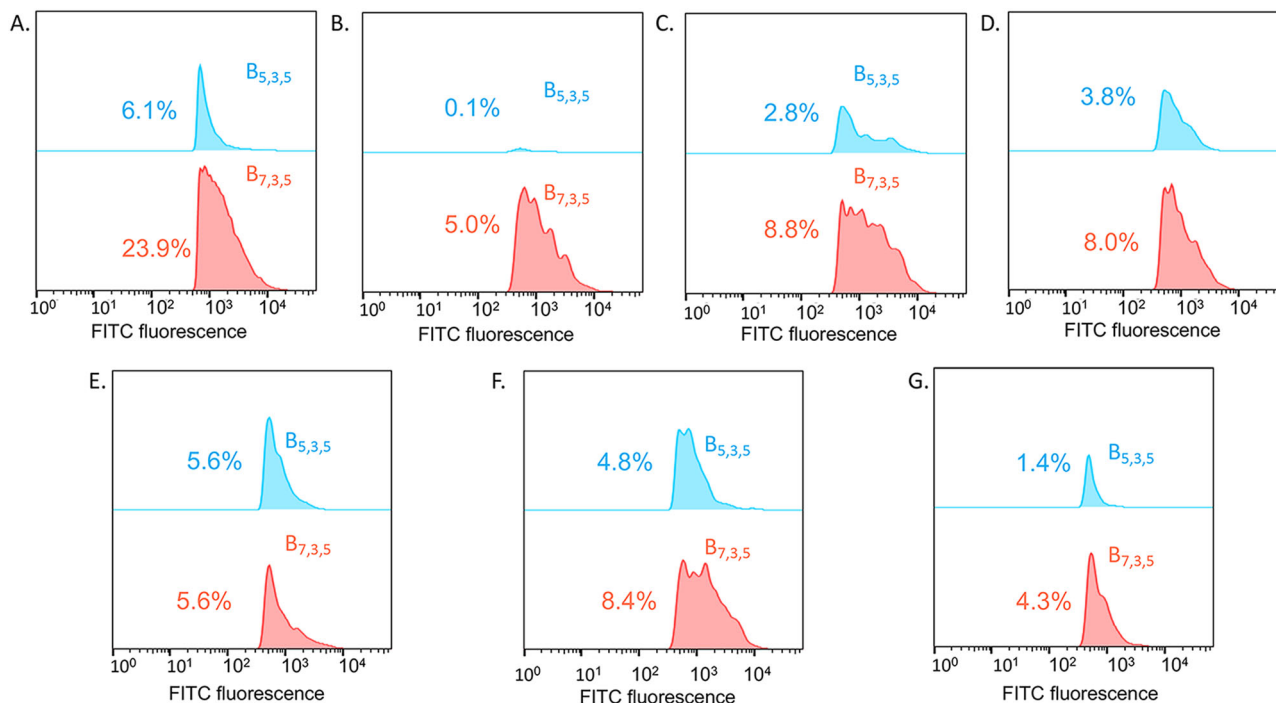 A.
B5,3,5
6.1%
B7,3,5
23.9%
10^0 10^1 10^2 10^3 10^4
FITC fluorescence
B.
B5,3,5
0.1%
B7,3,5
5.0%
10^0 10^1 10^2 10^3 10^4
FITC fluorescence
C.
B5,3,5
2.8%
B7,3,5
8.8%
10^0 10^1 10^2 10^3 10^4
FITC fluorescence
D.
3.8%
8.0%
10^0 10^1 10^2 10^3 10^4
FITC fluorescence
E.
B5,3,5
5.6%
B7,3,5
5.6%
10^0 10^1 10^2 10^3 10^4
FITC fluorescence
F.
B5,3,5
4.8%
B7,3,5
8.4%
10^0 10^1 10^2 10^3 10^4
FITC fluorescence
G.
B5,3,5
1.4%
B7,3,5
4.3%
10^0 10^1 10^2 10^3 10^4
FITC fluorescence